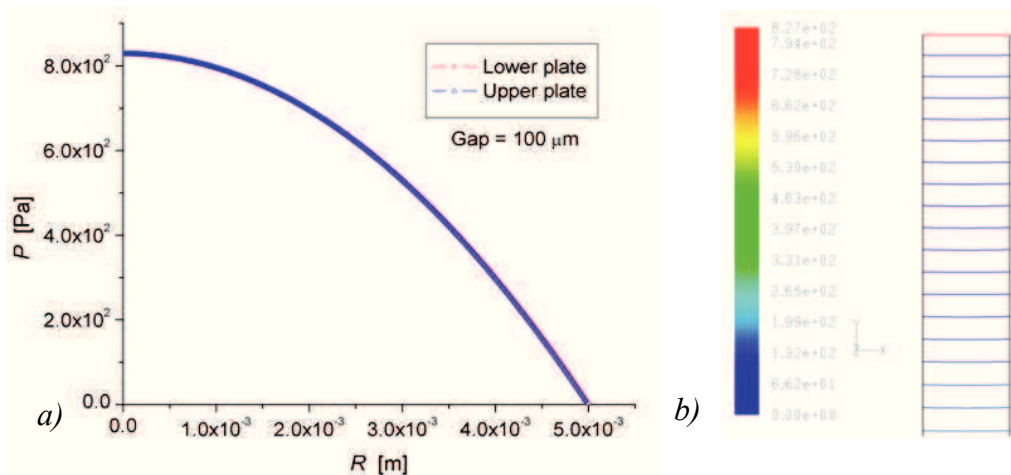 8.0x10²
6.0x10²
4.0x10²
2.0x10²
0.0
P [Pa]
Lower plate
Upper plate
Gap = 100 μm
0.0
1.0x10⁻³
2.0x10⁻³
3.0x10⁻³
4.0x10⁻³
5.0x10⁻³
R [m]
a)
8.27e+02
7.94e+02
7.28e+02
6.62e+02
5.96e+02
5.30e+02
4.63e+02
3.97e+02
3.31e+02
2.65e+02
1.99e+02
1.32e+02
6.62e+01
0.00+00
Y
Z
X
b)